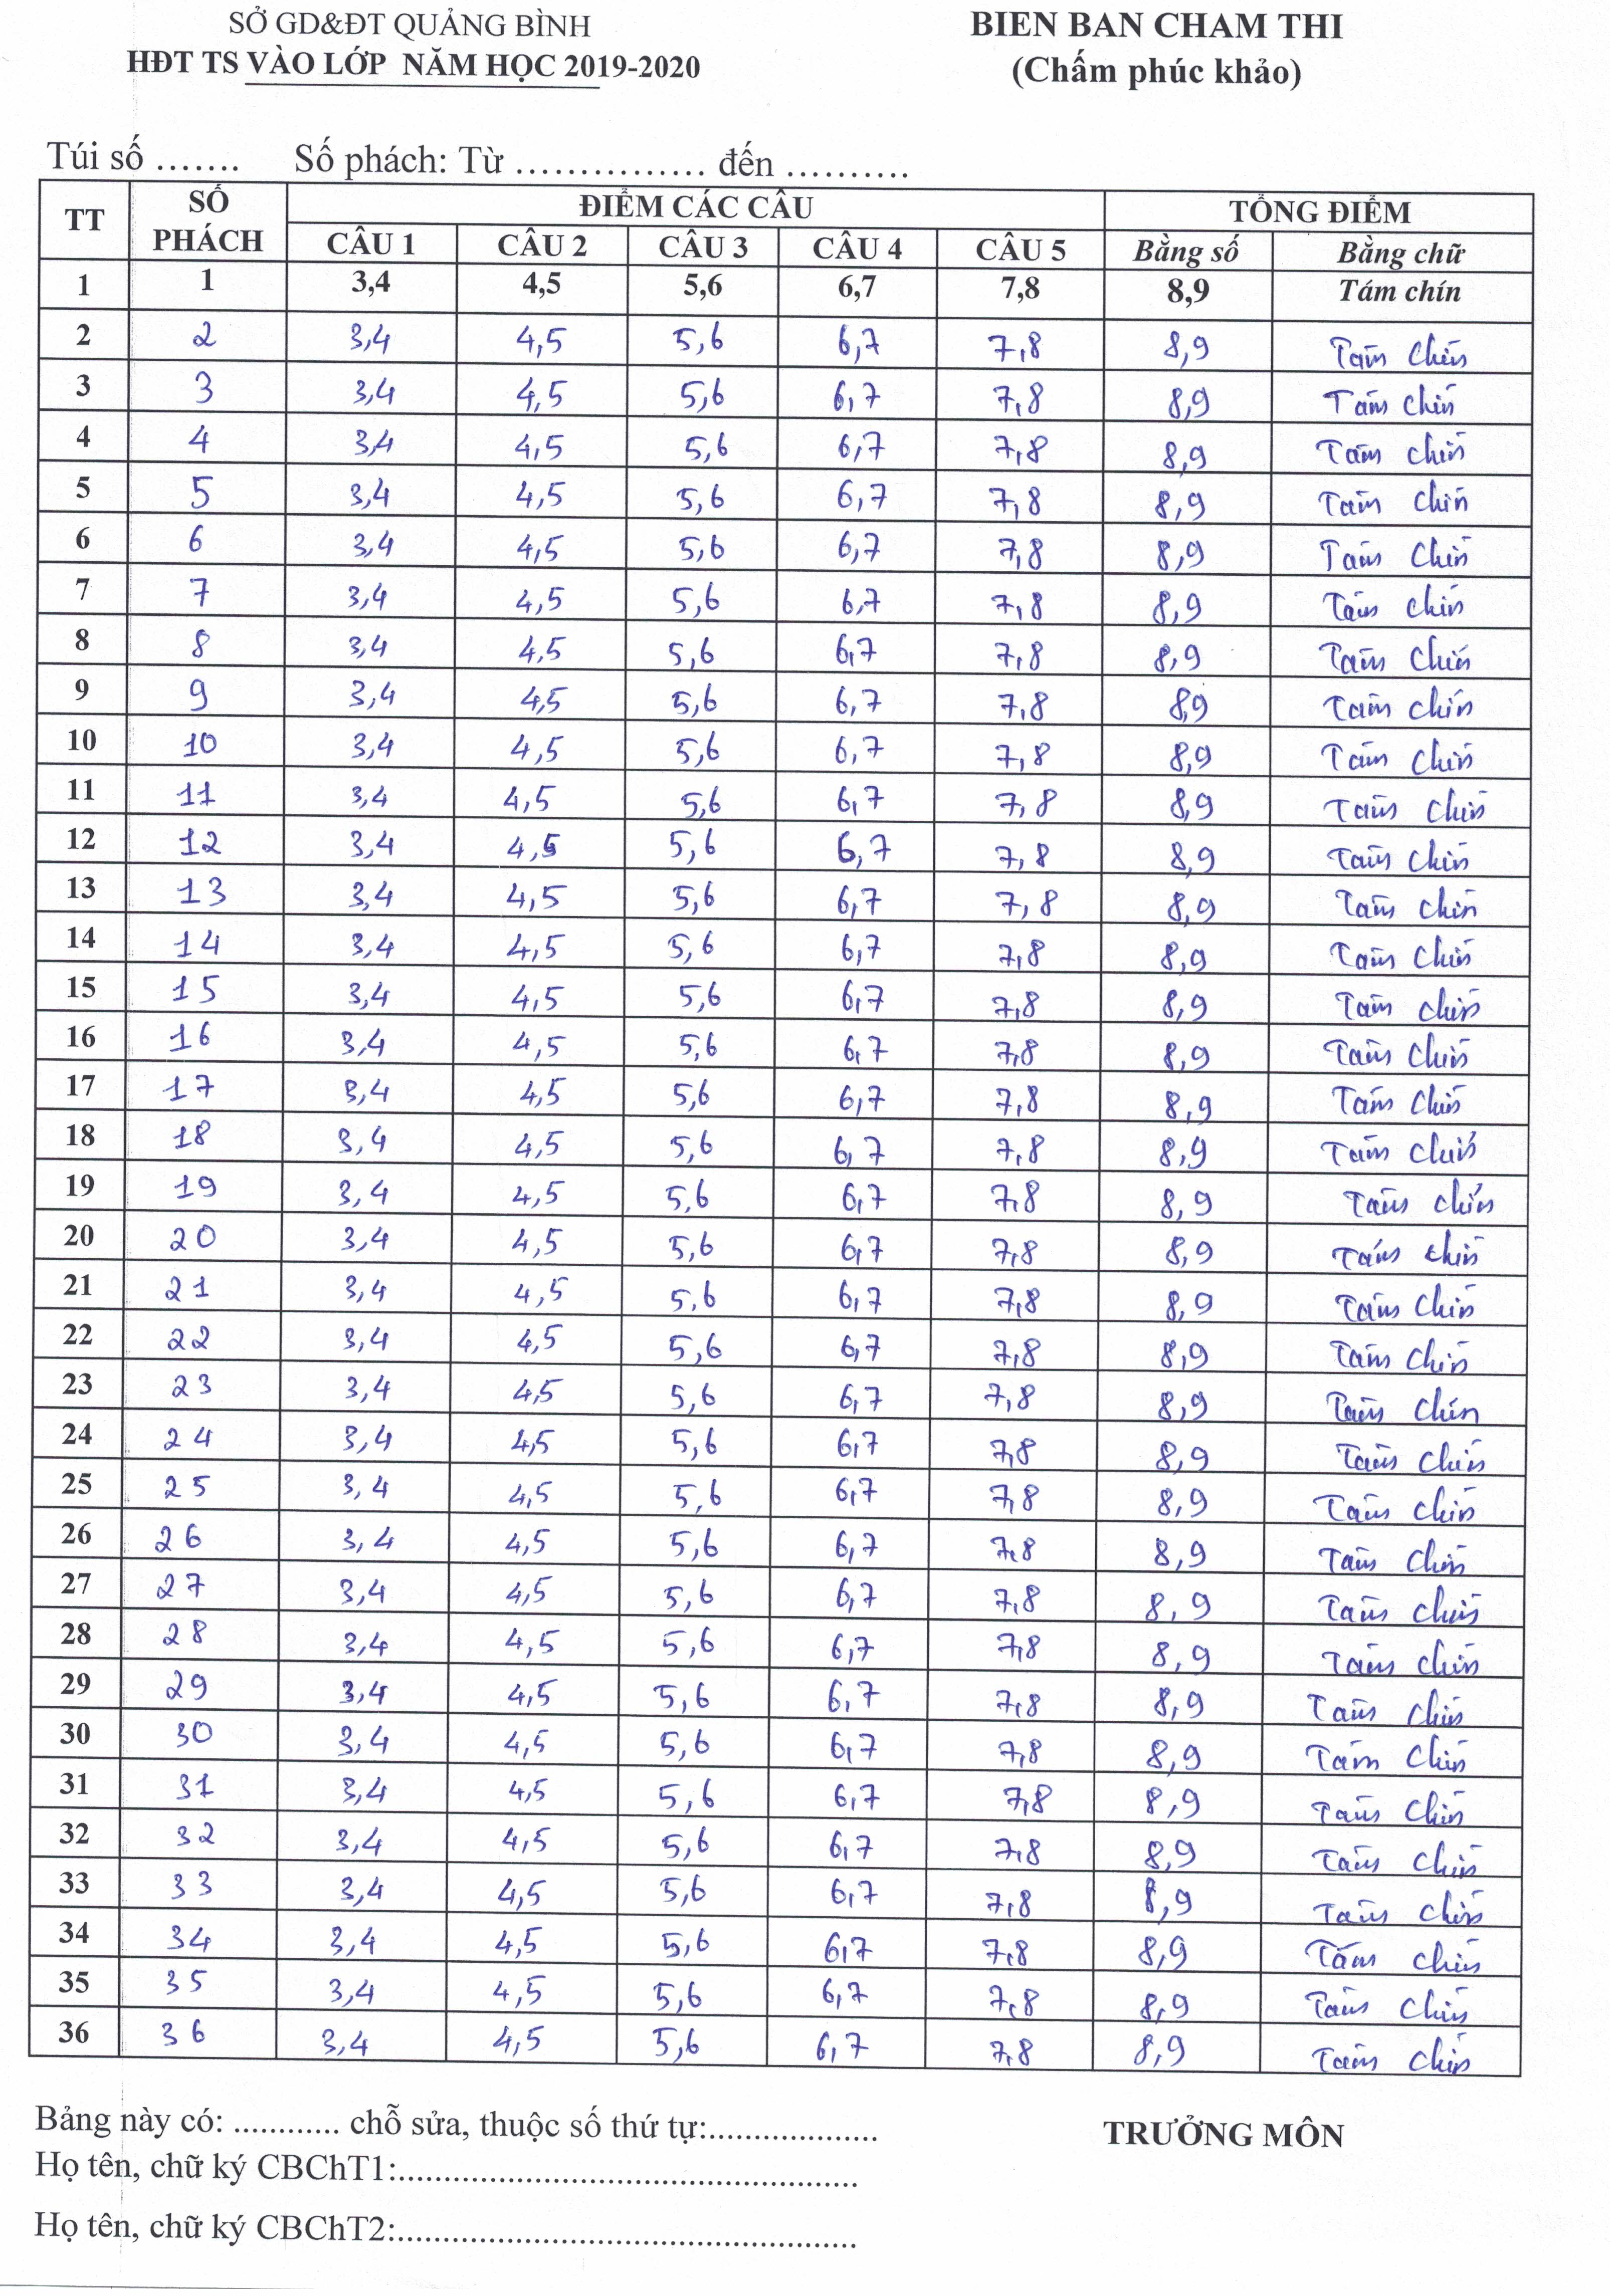 SỞ GD&ĐT QUẢNG BÌNH
HĐT TS VÀO LỚP NĂM HỌC 2019-2020
BIEN BAN CHAM THI
(Chấm phúc khảo)
Túi số ....... Số phách: Từ ............... đến ..........
TT SỐ PHÁCH ĐIỂM CÁC CÂU TỔNG ĐIỂM
CÂU 1 CÂU 2 CÂU 3 CÂU 4 CÂU 5 Bằng số Bằng chữ
1 1 3,4 4,5 5,6 6,7 7,8 8,9 Tám chín
2 2 3,4 4,5 5,6 6,7 7,8 8,9 Tám chín
3 3 3,4 4,5 5,6 6,7 7,8 8,9 Tám chín
4 4 3,4 4,5 5,6 6,7 7,8 8,9 Tám chín
5 5 3,4 4,5 5,6 6,7 7,8 8,9 Tám chín
6 6 3,4 4,5 5,6 6,7 7,8 8,9 Tám chín
7 7 3,4 4,5 5,6 6,7 7,8 8,9 Tám chín
8 8 3,4 4,5 5,6 6,7 7,8 8,9 Tám chín
9 9 3,4 4,5 5,6 6,7 7,8 8,9 Tám chín
10 10 3,4 4,5 5,6 6,7 7,8 8,9 Tám chín
11 11 3,4 4,5 5,6 6,7 7,8 8,9 Tám chín
12 12 3,4 4,5 5,6 6,7 7,8 8,9 Tám chín
13 13 3,4 4,5 5,6 6,7 7,8 8,9 Tám chín
14 14 3,4 4,5 5,6 6,7 7,8 8,9 Tám chín
15 15 3,4 4,5 5,6 6,7 7,8 8,9 Tám chín
16 16 3,4 4,5 5,6 6,7 7,8 8,9 Tám chín
17 17 3,4 4,5 5,6 6,7 7,8 8,9 Tám chín
18 18 3,4 4,5 5,6 6,7 7,8 8,9 Tám chín
19 19 3,4 4,5 5,6 6,7 7,8 8,9 Tám chín
20 20 3,4 4,5 5,6 6,7 7,8 8,9 Tám chín
21 21 3,4 4,5 5,6 6,7 7,8 8,9 Tám chín
22 22 3,4 4,5 5,6 6,7 7,8 8,9 Tám chín
23 23 3,4 4,5 5,6 6,7 7,8 8,9 Tám chín
24 24 3,4 4,5 5,6 6,7 7,8 8,9 Tám chín
25 25 3,4 4,5 5,6 6,7 7,8 8,9 Tám chín
26 26 3,4 4,5 5,6 6,7 7,8 8,9 Tám chín
27 27 3,4 4,5 5,6 6,7 7,8 8,9 Tám chín
28 28 3,4 4,5 5,6 6,7 7,8 8,9 Tám chín
29 29 3,4 4,5 5,6 6,7 7,8 8,9 Tám chín
30 30 3,4 4,5 5,6 6,7 7,8 8,9 Tám chín
31 31 3,4 4,5 5,6 6,7 7,8 8,9 Tám chín
32 32 3,4 4,5 5,6 6,7 7,8 8,9 Tám chín
33 33 3,4 4,5 5,6 6,7 7,8 8,9 Tám chín
34 34 3,4 4,5 5,6 6,7 7,8 8,9 Tám chín
35 35 3,4 4,5 5,6 6,7 7,8 8,9 Tám chín
36 36 3,4 4,5 5,6 6,7 7,8 8,9 Tám chín
Bảng này có: ............ chỗ sửa, thuộc số thứ tự:...................
TRƯỞNG MÔN
Họ tên, chữ ký CBChT1:....................................................
Họ tên, chữ ký CBChT2:....................................................